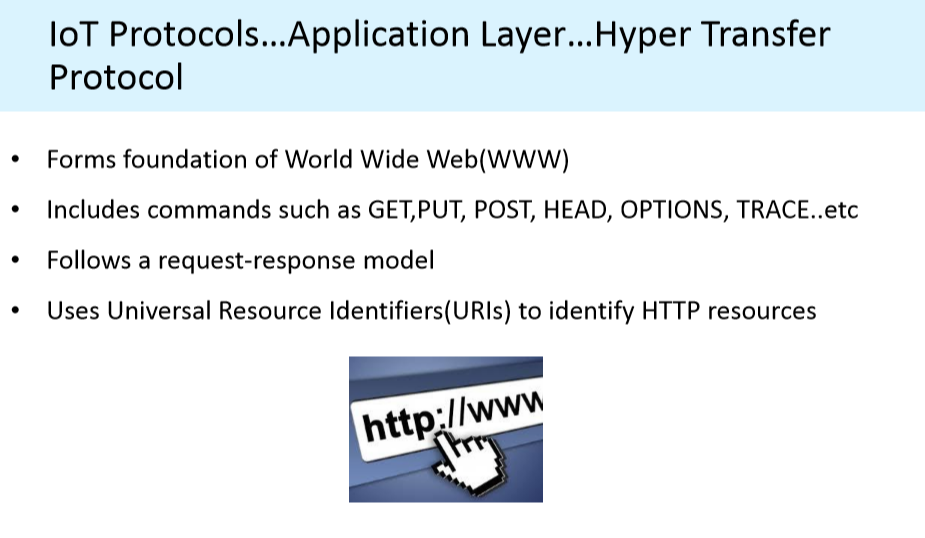 IoT Protocols...Application Layer...Hyper Transfer
Protocol
• Forms foundation of World Wide Web(WWW)
• Includes commands such as GET,PUT, POST, HEAD, OPTIONS, TRACE..etc
• Follows a request-response model
• Uses Universal Resource Identifiers(URIs) to identify HTTP resources
http://www